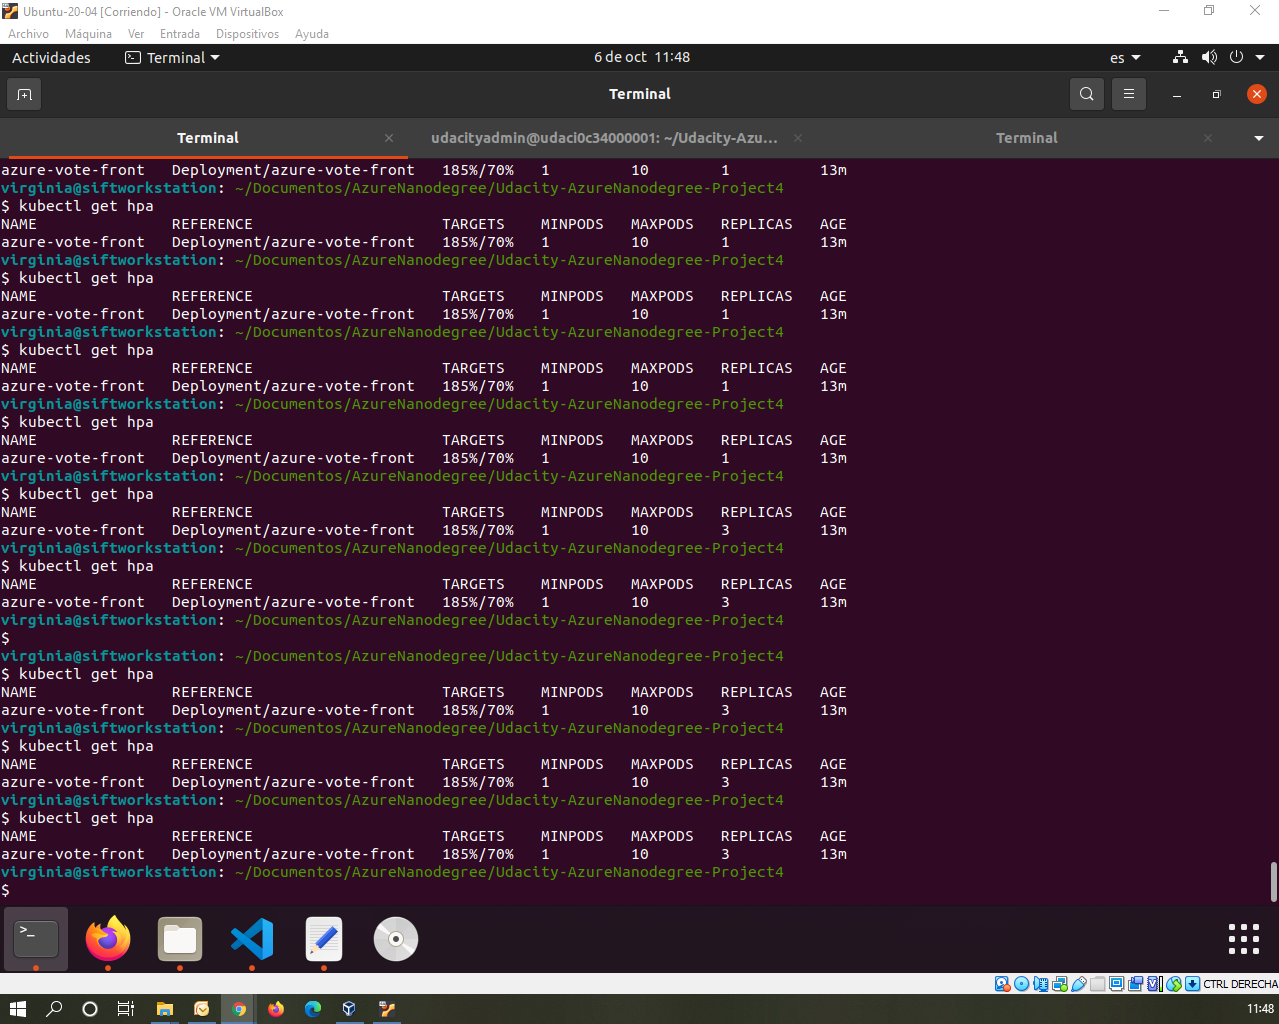 Ubuntu-20-04 [Corriendo] - Oracle VM VirtualBox
Archivo Máquina Ver Entrada Dispositivos Ayuda
Actividades Terminal 6 de oct 11:48 es
Terminal
Terminal udacityadmin@udaci0c34000001: ~/Udacity-Azu... Terminal
azure-vote-front Deployment/azure-vote-front 185%/70% 1 10 1 13m
virginia@siftworkstation: ~/Documentos/AzureNanodegree/Udacity-AzureNanodegree-Project4
$ kubectl get hpa
NAME REFERENCE TARGETS MINPODS MAXPODS REPLICAS AGE
azure-vote-front Deployment/azure-vote-front 185%/70% 1 10 1 13m
virginia@siftworkstation: ~/Documentos/AzureNanodegree/Udacity-AzureNanodegree-Project4
$ kubectl get hpa
NAME REFERENCE TARGETS MINPODS MAXPODS REPLICAS AGE
azure-vote-front Deployment/azure-vote-front 185%/70% 1 10 1 13m
virginia@siftworkstation: ~/Documentos/AzureNanodegree/Udacity-AzureNanodegree-Project4
$ kubectl get hpa
NAME REFERENCE TARGETS MINPODS MAXPODS REPLICAS AGE
azure-vote-front Deployment/azure-vote-front 185%/70% 1 10 1 13m
virginia@siftworkstation: ~/Documentos/AzureNanodegree/Udacity-AzureNanodegree-Project4
$ kubectl get hpa
NAME REFERENCE TARGETS MINPODS MAXPODS REPLICAS AGE
azure-vote-front Deployment/azure-vote-front 185%/70% 1 10 1 13m
virginia@siftworkstation: ~/Documentos/AzureNanodegree/Udacity-AzureNanodegree-Project4
$ kubectl get hpa
NAME REFERENCE TARGETS MINPODS MAXPODS REPLICAS AGE
azure-vote-front Deployment/azure-vote-front 185%/70% 1 10 3 13m
virginia@siftworkstation: ~/Documentos/AzureNanodegree/Udacity-AzureNanodegree-Project4
$ kubectl get hpa
NAME REFERENCE TARGETS MINPODS MAXPODS REPLICAS AGE
azure-vote-front Deployment/azure-vote-front 185%/70% 1 10 3 13m
virginia@siftworkstation: ~/Documentos/AzureNanodegree/Udacity-AzureNanodegree-Project4
$
virginia@siftworkstation: ~/Documentos/AzureNanodegree/Udacity-AzureNanodegree-Project4
$ kubectl get hpa
NAME REFERENCE TARGETS MINPODS MAXPODS REPLICAS AGE
azure-vote-front Deployment/azure-vote-front 185%/70% 1 10 3 13m
virginia@siftworkstation: ~/Documentos/AzureNanodegree/Udacity-AzureNanodegree-Project4
$ kubectl get hpa
NAME REFERENCE TARGETS MINPODS MAXPODS REPLICAS AGE
azure-vote-front Deployment/azure-vote-front 185%/70% 1 10 3 13m
virginia@siftworkstation: ~/Documentos/AzureNanodegree/Udacity-AzureNanodegree-Project4
$ kubectl get hpa
NAME REFERENCE TARGETS MINPODS MAXPODS REPLICAS AGE
azure-vote-front Deployment/azure-vote-front 185%/70% 1 10 3 13m
virginia@siftworkstation: ~/Documentos/AzureNanodegree/Udacity-AzureNanodegree-Project4
$
CTRL DERECHA
11:48